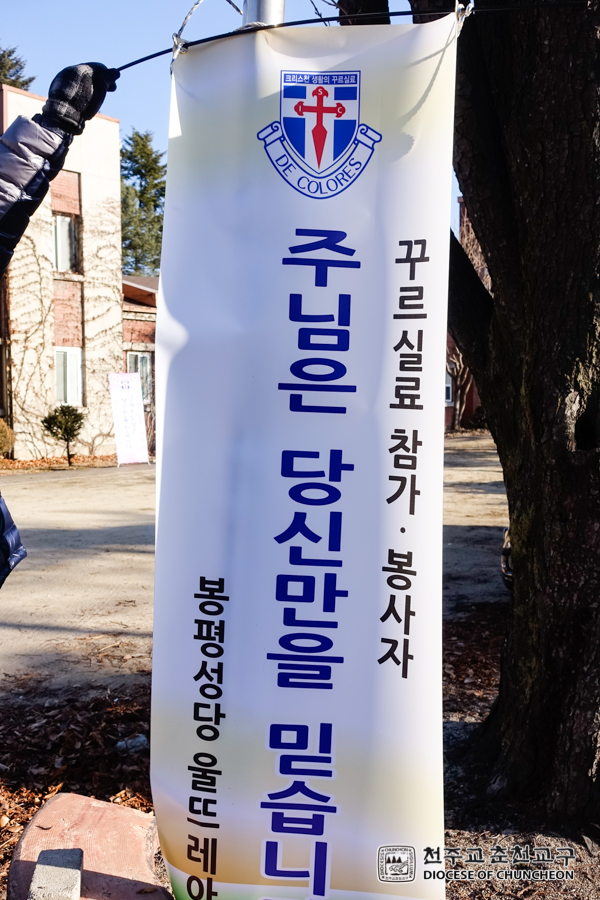 크리스천 생활의 꾸르실료
S
I C
DE COLORES
꾸르실료 참가 · 봉사자
주님은 당신만을 믿습니
봉평성당 울뜨레아
천주교 춘천교구
DIOCESE OF CHUNCHEON